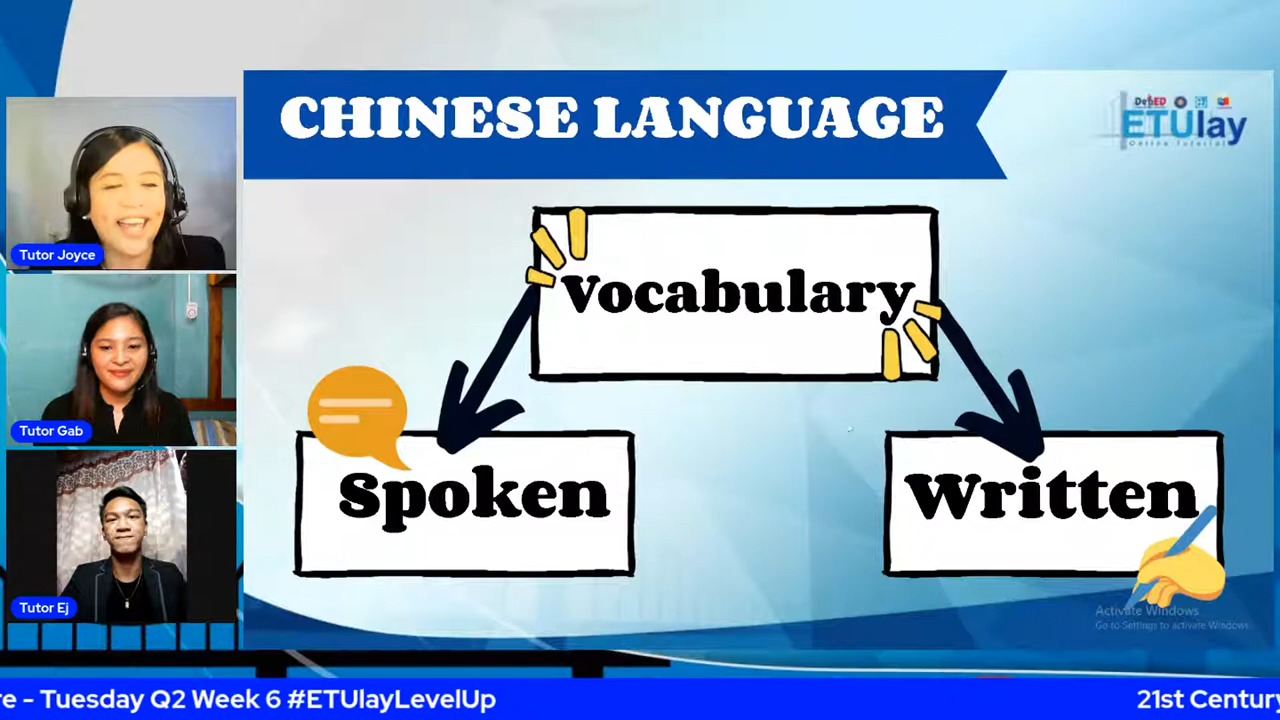 CHINESE LANGUAGE
DepED
ETUlay
Online Tutorial
Vocabulary
Spoken
Written
Tutor Joyce
Tutor Gab
Tutor Ej
Activate Windows
Go to Settings to activate Windows.
re - Tuesday Q2 Week 6 #ETUlayLevelUp
21st Century